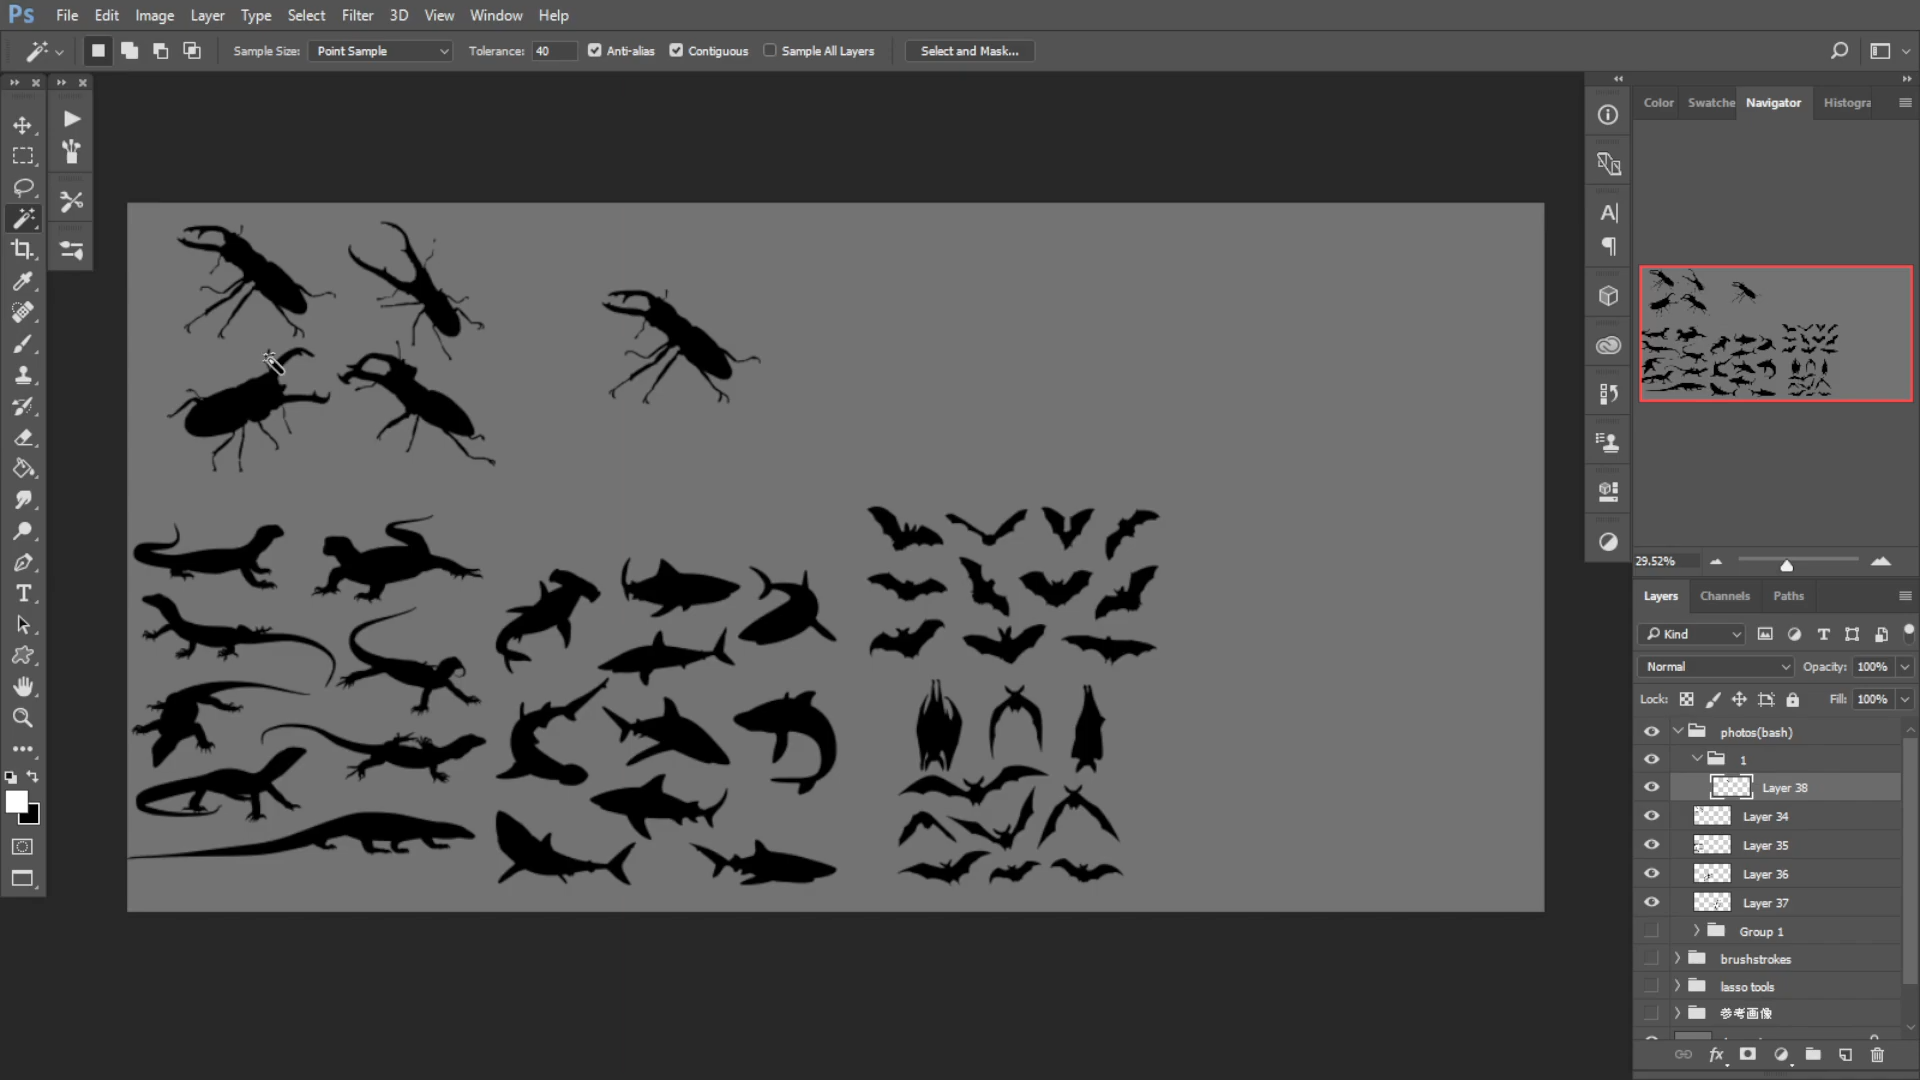 Ps File Edit Image Layer Type Select Filter 3D View Window Help
Sample Size: Point Sample Tolerance: 40 Anti-alias Contiguous Sample All Layers Select and Mask...
Color Swatche Navigator Histogra
29.52%
Layers Channels Paths
Kind
Normal Opacity: 100%
Lock: Fill: 100%
photos(bash)
1
Layer 38
Layer 34
Layer 35
Layer 36
Layer 37
Group 1
brushstrokes
lasso tools
参考画像